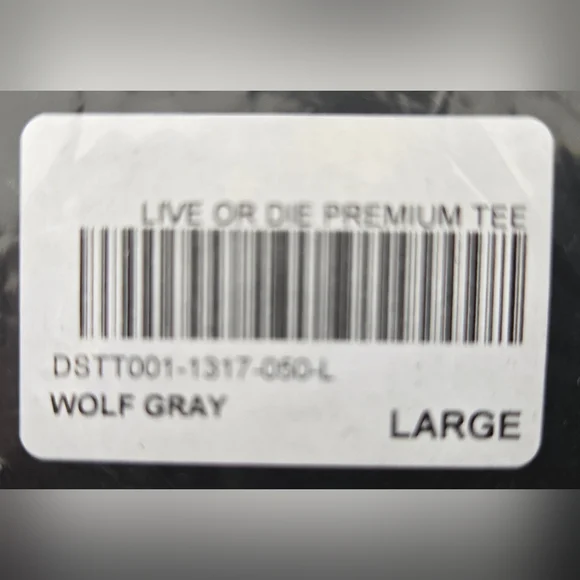 LIVE OR DIE PREMIUM TEE
DSTT001-1317-050-L
WOLF GRAY
LARGE